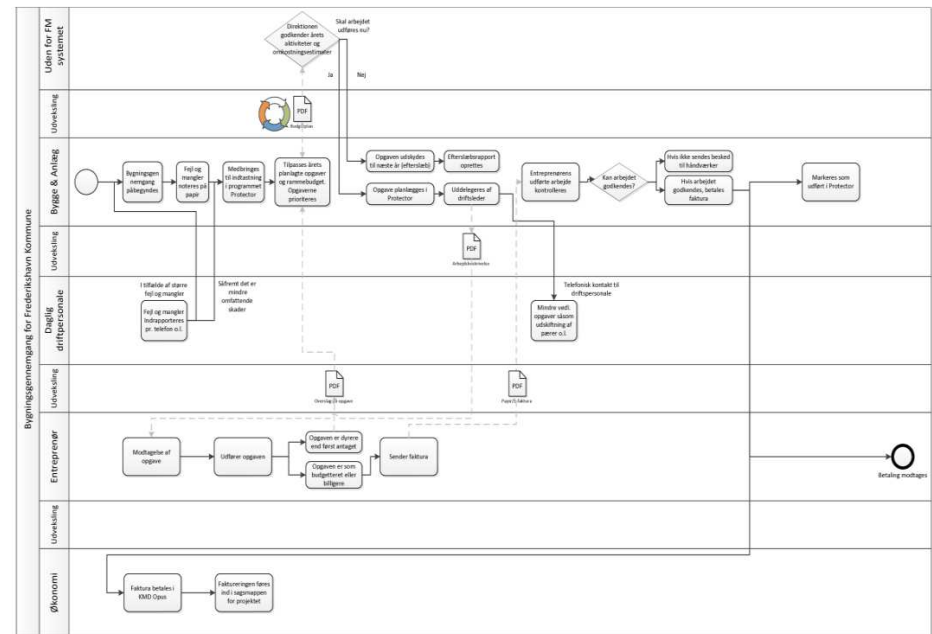 Bygningsgennemgang for Frederikshavn Kommune
Uden for FM
systemet
Direktionen
godkender årets
aktiviteter og
omkostningsestimater
Skal arbejdet
udføres nu?
Ja
Nej
Udveksling
PDF
Budgetplan
Bygge & Anlæg
Bygningsgen
nemgang
påbegyndes
Fejl og
mangler
noteres på
papir
Medbringes
til indtastning
i programmet
Protector
Tilpasses årets
planlagte opgaver
og rammebudget.
Opgaverne
prioriteres
Opgaven udskydes
til næste år (efterslæb)
Efterslæbsrapport
oprettes
Opgave planlægges i
Protector
Uddelegeres af
driftsleder
Entreprenørens
udførte arbejde
kontrolleres
Kan arbejdet
godkendes?
Hvis ikke sendes besked
til håndværker
Hvis arbejdet
godkendes, betales
faktura
Markeres som
udført i Protector
Udveksling
PDF
Daglig
driftpersonale
I tilfælde af større
fejl og mangler
Fejl og mangler
indrapporteres
pr. telefon o.l.
Såfremt det er
mindre
omfattende
skader
Telefonisk kontakt til
driftspersonale
Mindre vedl.
opgaver såsom
udskiftning af
pærer o.l.
Udveksling
PDF
Overslag på opgave
PDF
Entreprenør
Modtagelse af
opgave
Udfører opgaven
Opgaven er dyrere
end først antaget
Opgaven er som
budgetteret eller
billigere
Sender faktura
Betaling modtages
Udveksling
Økonomi
Faktura betales i
KMD Opus
Faktureringen føres
ind i sagsmappen
for projektet